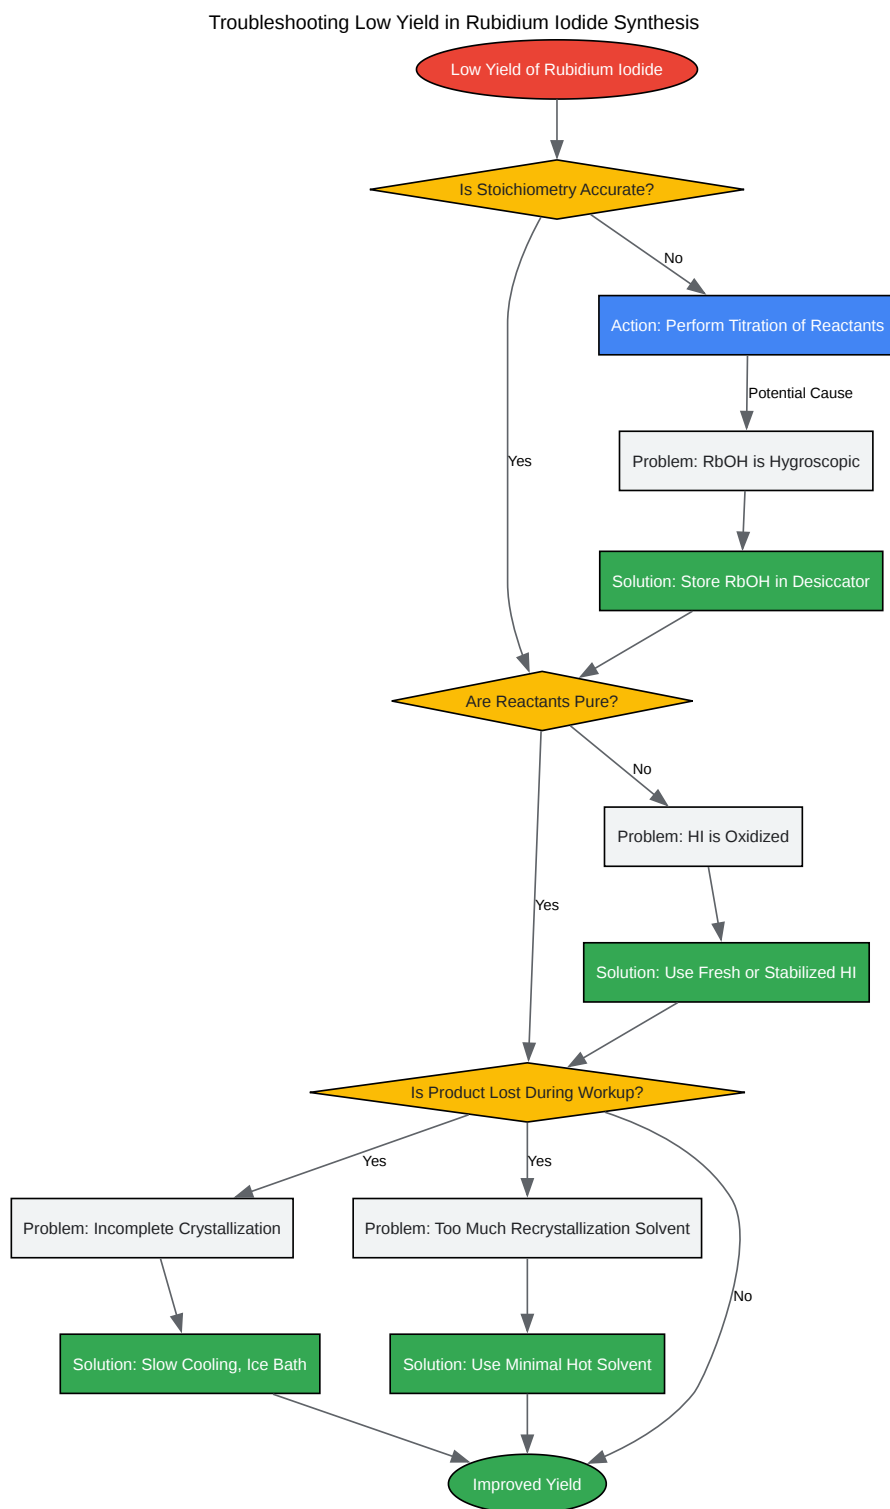 Troubleshooting Low Yield in Rubidium Iodide Synthesis
Low Yield of Rubidium Iodide
Is Stoichiometry Accurate?
No
Action: Perform Titration of Reactants
Potential Cause
Yes
Problem: RbOH is Hygroscopic
Solution: Store RbOH in Desiccator
Are Reactants Pure?
No
Problem: HI is Oxidized
Yes
Solution: Use Fresh or Stabilized HI
Is Product Lost During Workup?
Yes
Yes
Problem: Incomplete Crystallization
Problem: Too Much Recrystallization Solvent
No
Solution: Slow Cooling, Ice Bath
Solution: Use Minimal Hot Solvent
Improved Yield